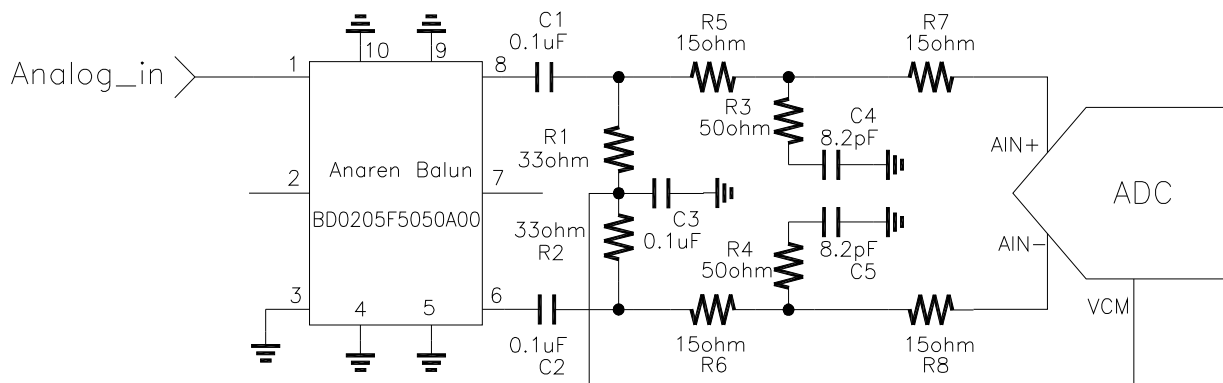 C1
0.1uF
R5
15ohm
R7
15ohm
Analog_in
1
10
9
8
R3
50ohm
C4
8.2pF
R1
33ohm
AIN+
2
Anaren Balun
7
ADC
BD0205F5050A00
33ohm
R2
C3
0.1uF
R4
50ohm
8.2pF
C5
AIN-
3
4
5
6
VCM
0.1uF
C2
15ohm
R6
15ohm
R8